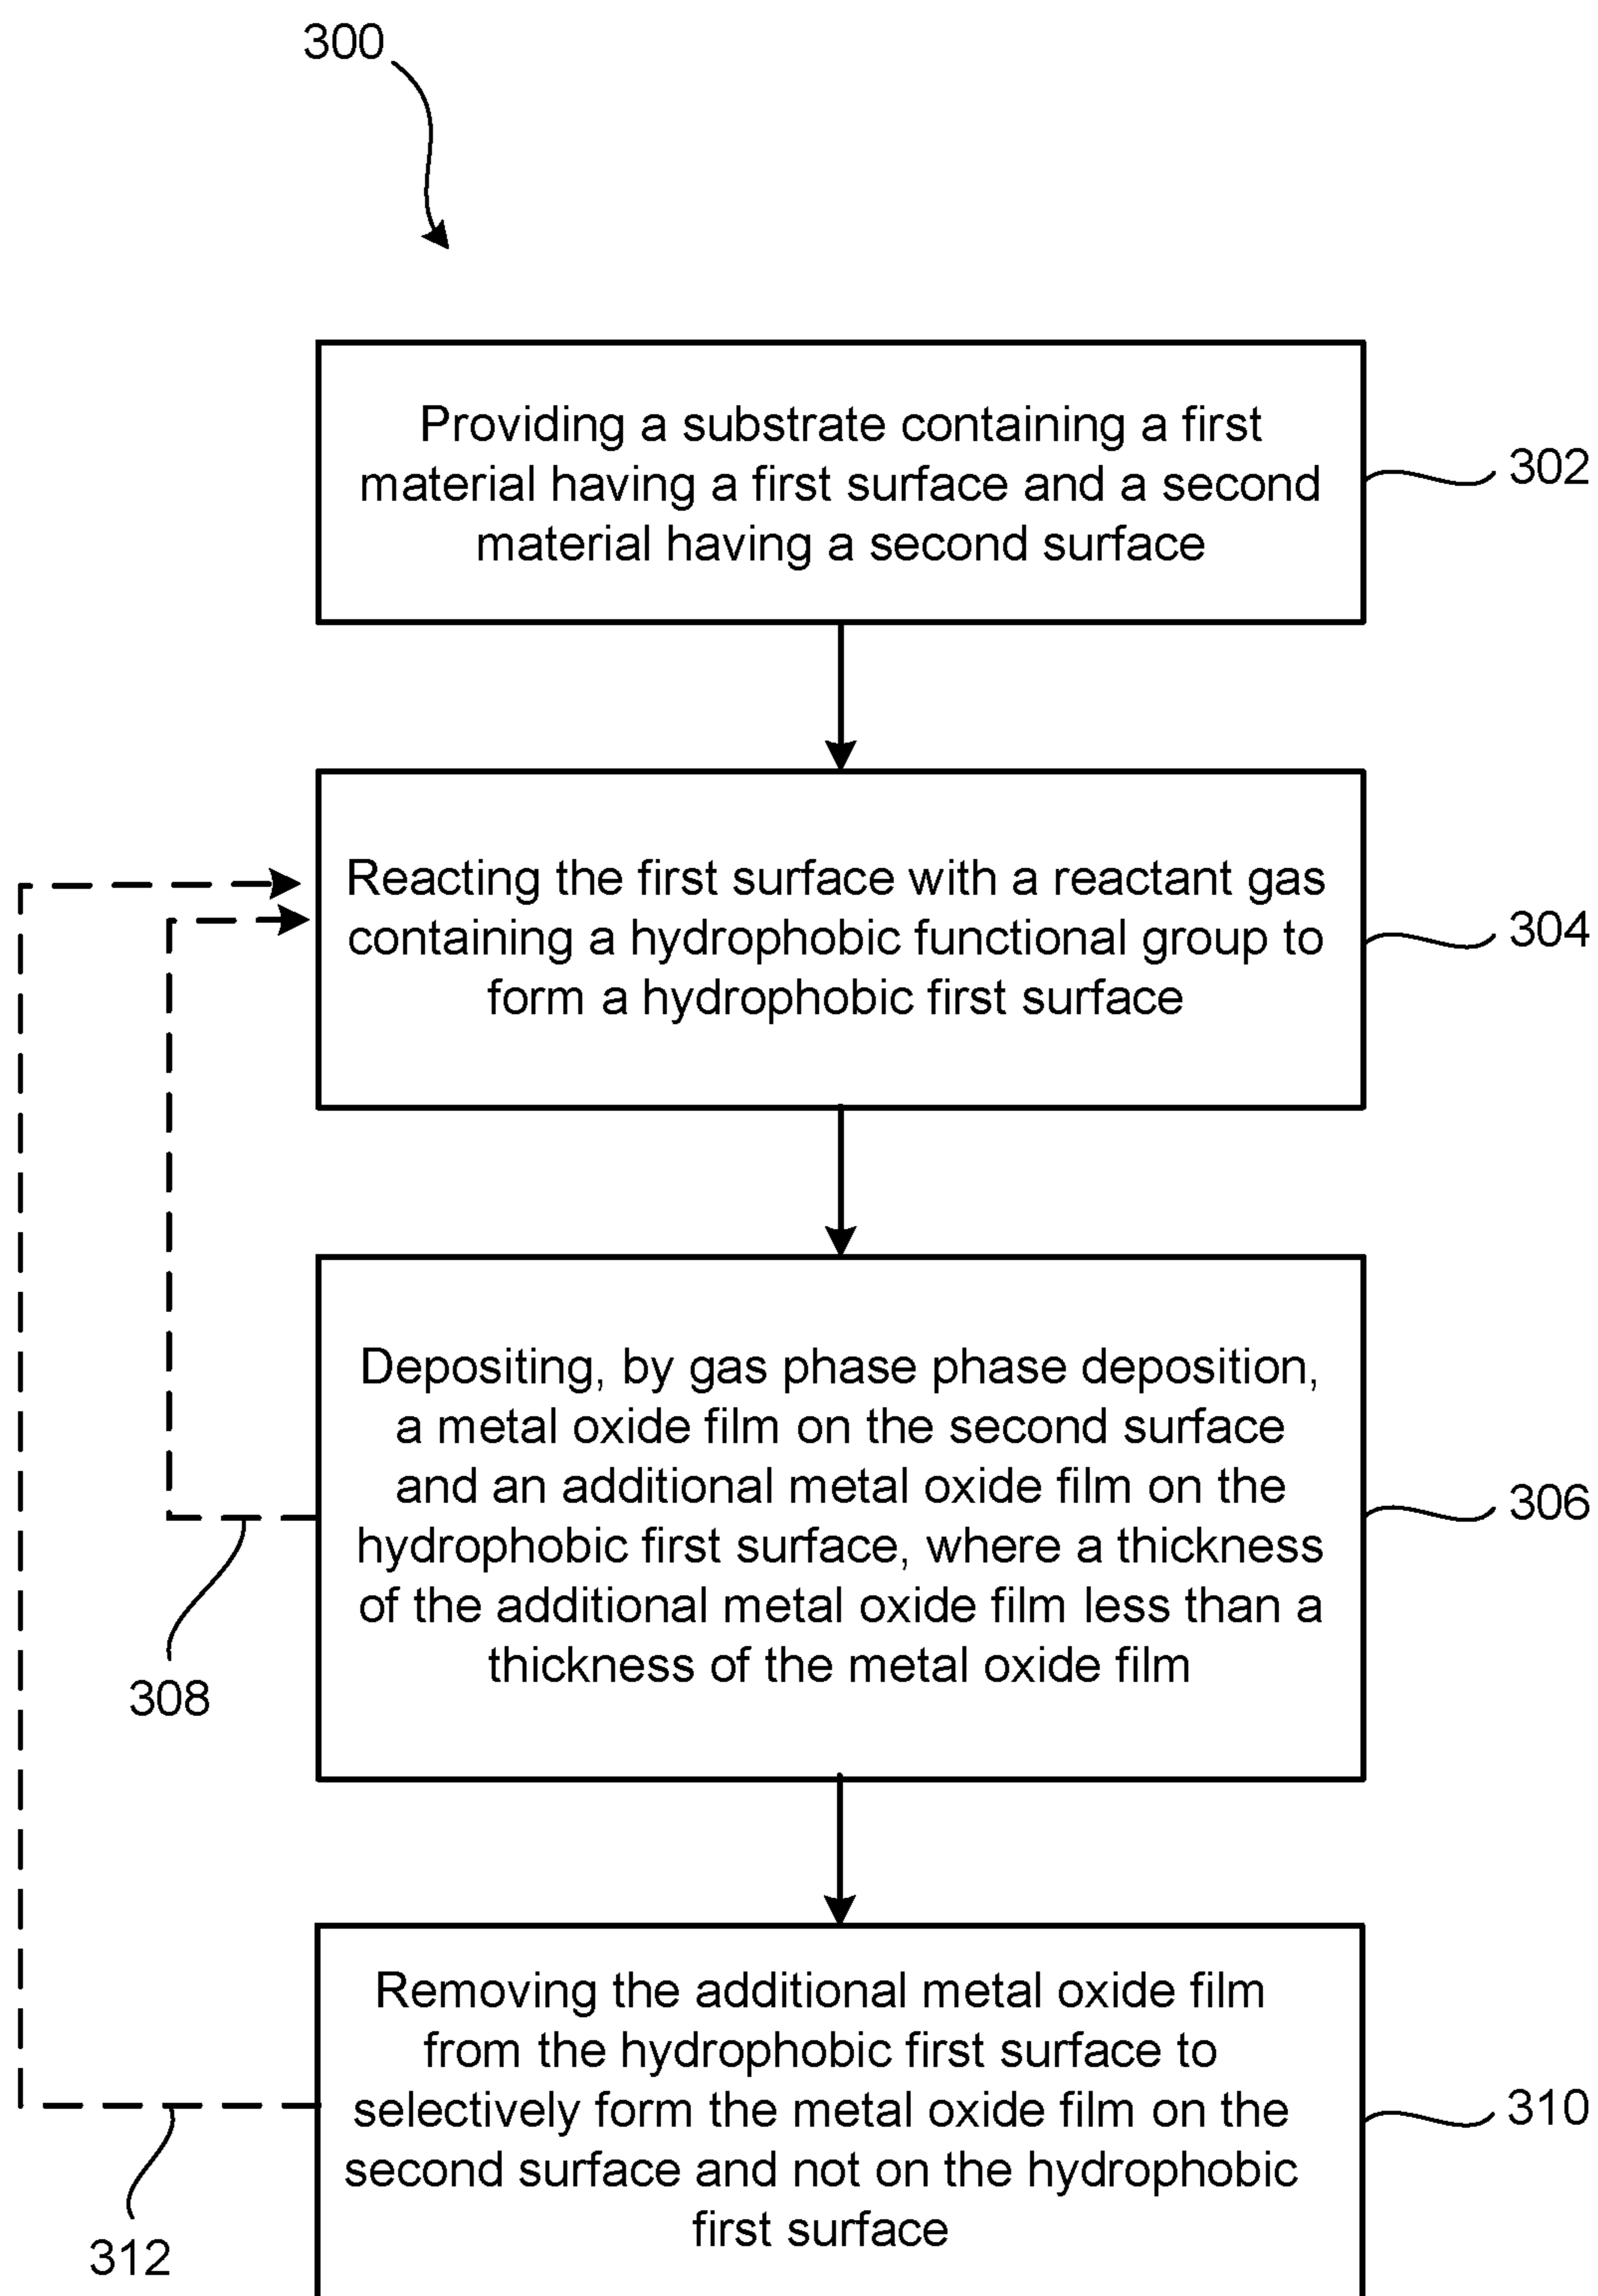 300
Providing a substrate containing a first
material having a first surface and a second
material having a second surface
302
Reacting the first surface with a reactant gas
containing a hydrophobic functional group to
form a hydrophobic first surface
304
Depositing, by gas phase phase deposition,
a metal oxide film on the second surface
and an additional metal oxide film on the
hydrophobic first surface, where a thickness
of the additional metal oxide film less than a
thickness of the metal oxide film
306
308
Removing the additional metal oxide film
from the hydrophobic first surface to
selectively form the metal oxide film on the
second surface and not on the hydrophobic
first surface
310
312